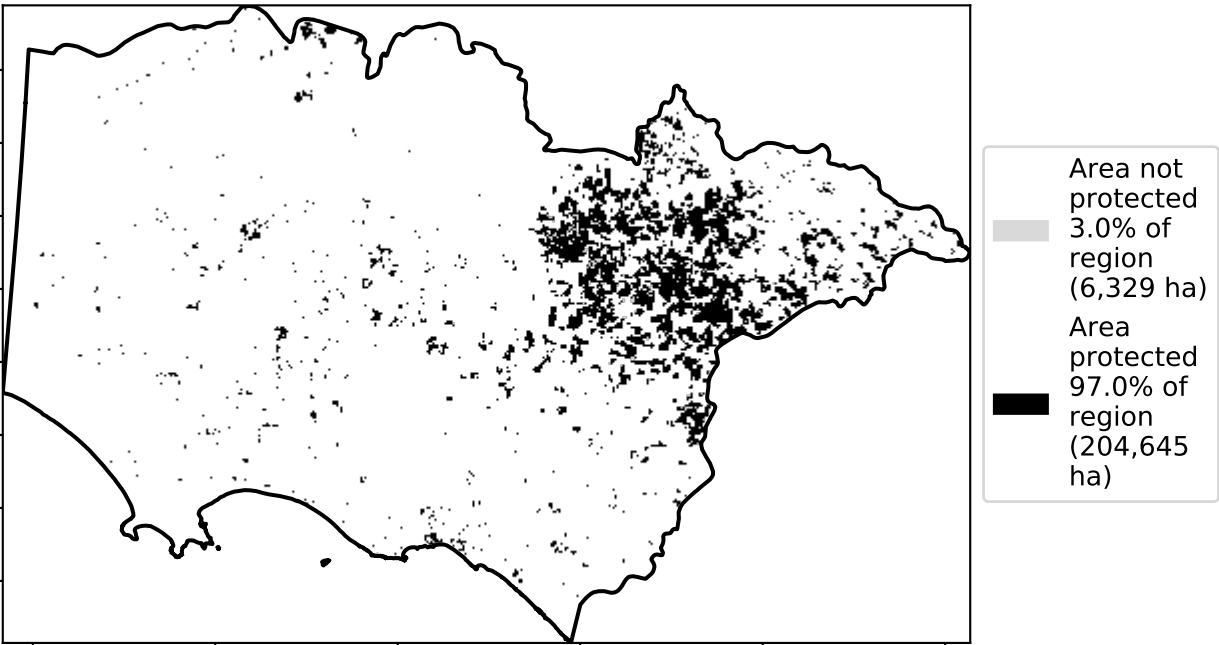 Area not
protected
3.0% of
region
(6,329 ha)
Area
protected
97.0% of
region
(204,645
ha)